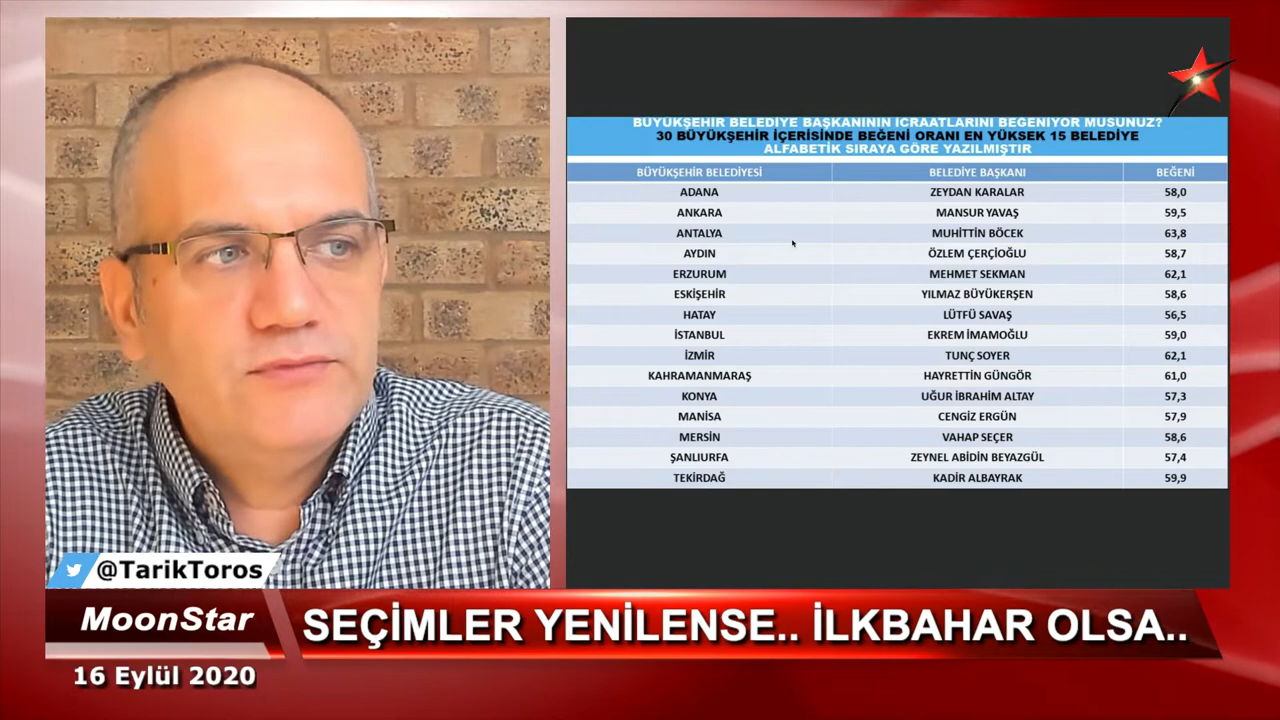 BÜYÜKŞEHİR BELEDİYE BAŞKANININ İCRAATLARINI BEĞENİYOR MUSUNUZ?
30 BÜYÜKŞEHİR İÇERİSİNDE BEĞENİ ORANI EN YÜKSEK 15 BELEDİYE
ALFABETİK SIRAYA GÖRE YAZILMIŞTIR
BÜYÜKŞEHİR BELEDİYESİ BELEDİYE BAŞKANI BEĞENİ
ADANA ZEYDAN KARALAR 58,0
ANKARA MANSUR YAVAŞ 59,5
ANTALYA MUHİTTİN BÖCEK 63,8
AYDIN ÖZLEM ÇERÇİOĞLU 58,7
ERZURUM MEHMET SEKMAN 62,1
ESKİŞEHİR YILMAZ BÜYÜKERŞEN 58,6
HATAY LÜTFÜ SAVAŞ 56,5
İSTANBUL EKREM İMAMOĞLU 59,0
İZMİR TUNÇ SOYER 62,1
KAHRAMANMARAŞ HAYRETTİN GÜNGÖR 61,0
KONYA UĞUR İBRAHİM ALTAY 57,3
MANİSA CENGİZ ERGÜN 57,9
MERSİN VAHAP SEÇER 58,6
ŞANLIURFA ZEYNEL ABİDİN BEYAZGÜL 57,4
TEKİRDAĞ KADİR ALBAYRAK 59,9
@TarikToros
MoonStar
SEÇİMLER YENİLENSE.. İLKBAHAR OLSA..
16 Eylül 2020